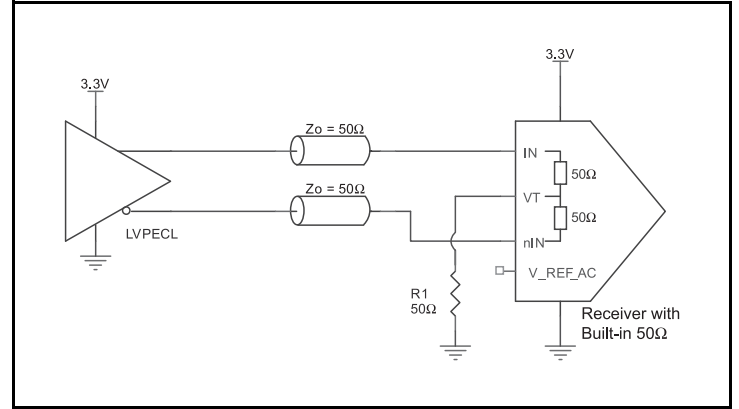 3.3V
3.3V
Zo = 50Ω
IN
50Ω
Zo = 50Ω
VT
50Ω
LVPECL
nIN
V_REF_AC
R1
50Ω
Receiver with
Built-in 50Ω